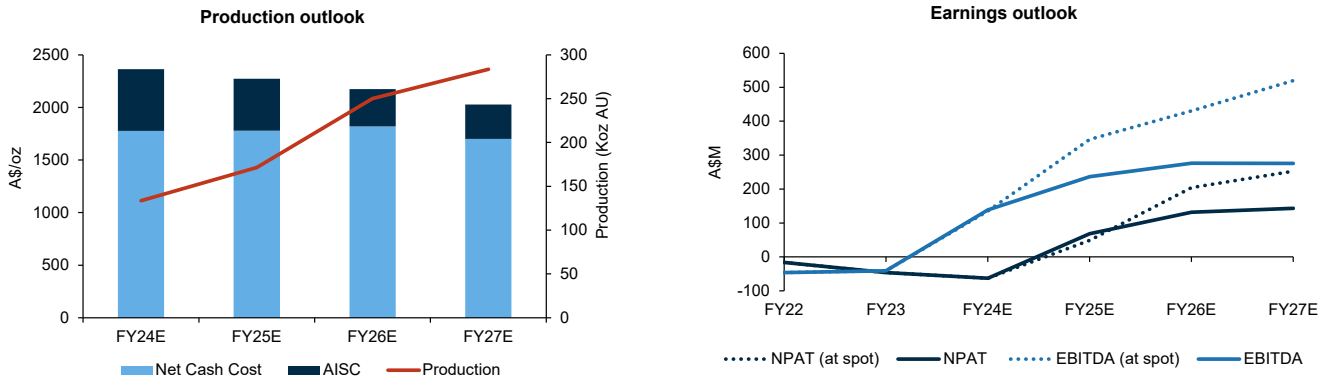 Production outlook
2500
2000
1500
1000
500
0
A$/oz
300
250
200
150
100
50
0
Production (Koz AU)
FY24E FY25E FY26E FY27E
Net Cash Cost AISC Production
Earnings outlook
600
500
400
300
200
100
0
-100
A$M
FY22 FY23 FY24E FY25E FY26E FY27E
NPAT (at spot) NPAT EBITDA (at spot) EBITDA